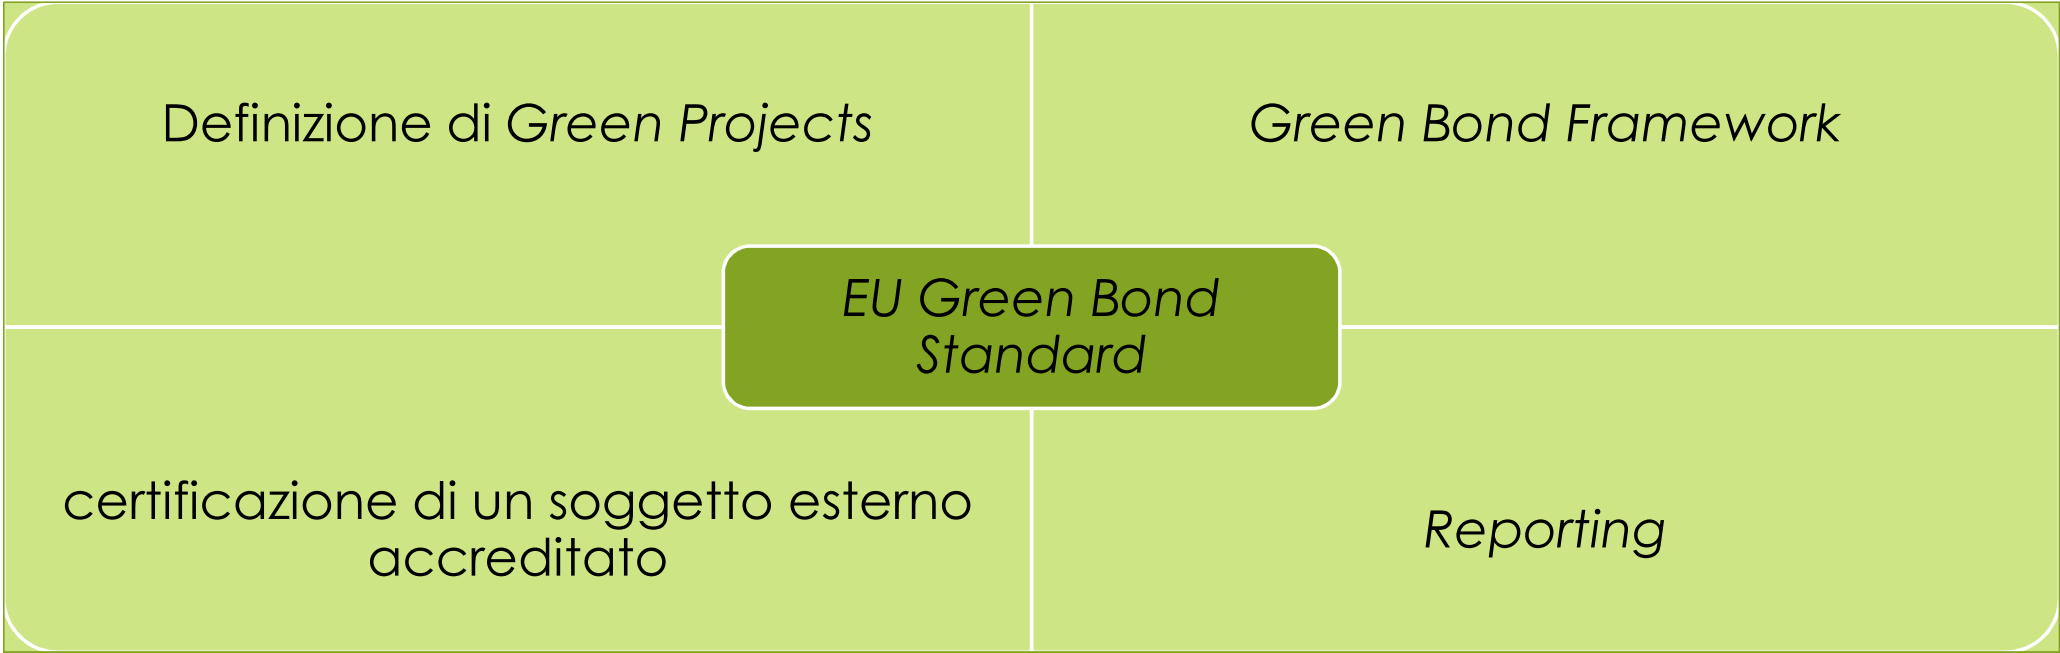 Definizione di Green Projects
Green Bond Framework
EU Green Bond
Standard
certificazione di un soggetto esterno
accreditato
Reporting